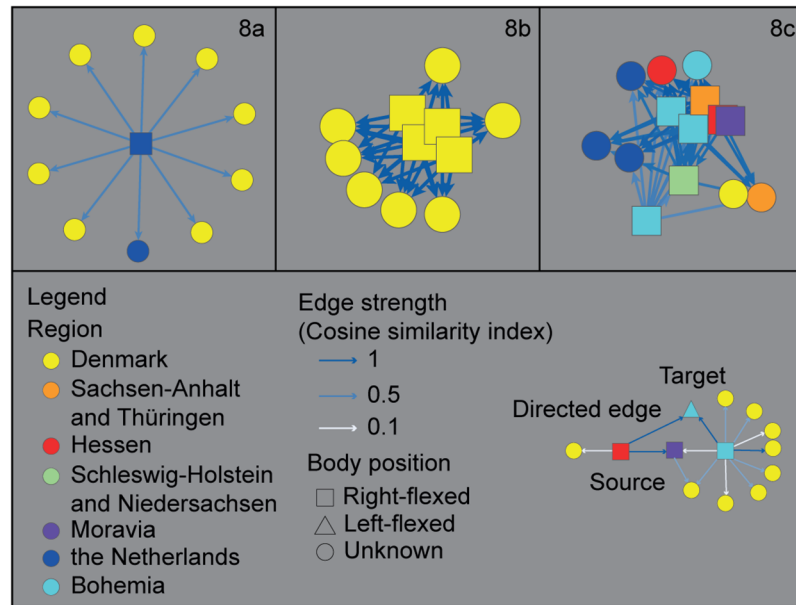 8a
8b
8c
Legend
Region
Denmark
Sachsen-Anhalt
and Thüringen
Hessen
Schleswig-Holstein
and Niedersachsen
Moravia
the Netherlands
Bohemia
Edge strength
(Cosine similarity index)
1
0.5
0.1
Body position
Right-flexed
Left-flexed
Unknown
Target
Directed edge
Source